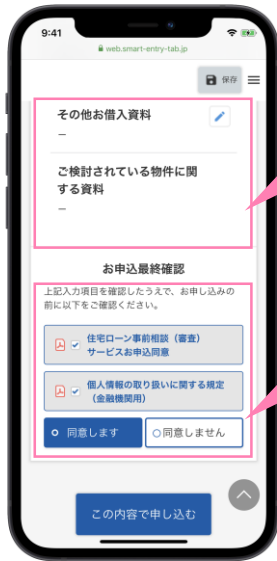 9:41
web.smart-entry-tab.jp
保存
その他お借入資料
–
ご検討されている物件に関
する資料
–
お申込最終確認
上記入力項目を確認したうえで、お申し込みの
前に以下をご確認ください。
住宅ローン事前相談（審査）
サービスお申込同意
個人情報の取り扱いに関する規定
（金融機関用）
同意します
同意しません
この内容で申し込む